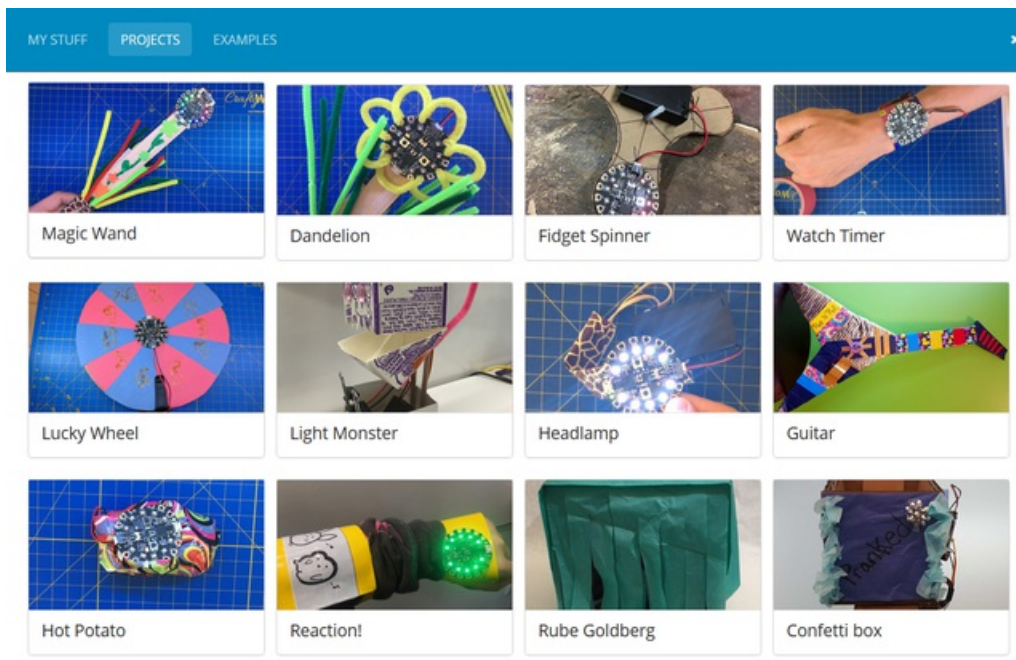 MY STUFF PROJECTS EXAMPLES
Magic Wand Dandelion Fidget Spinner Watch Timer
Lucky Wheel Light Monster Headlamp Guitar
Pranked
Hot Potato Reaction! Rube Goldberg Confetti box